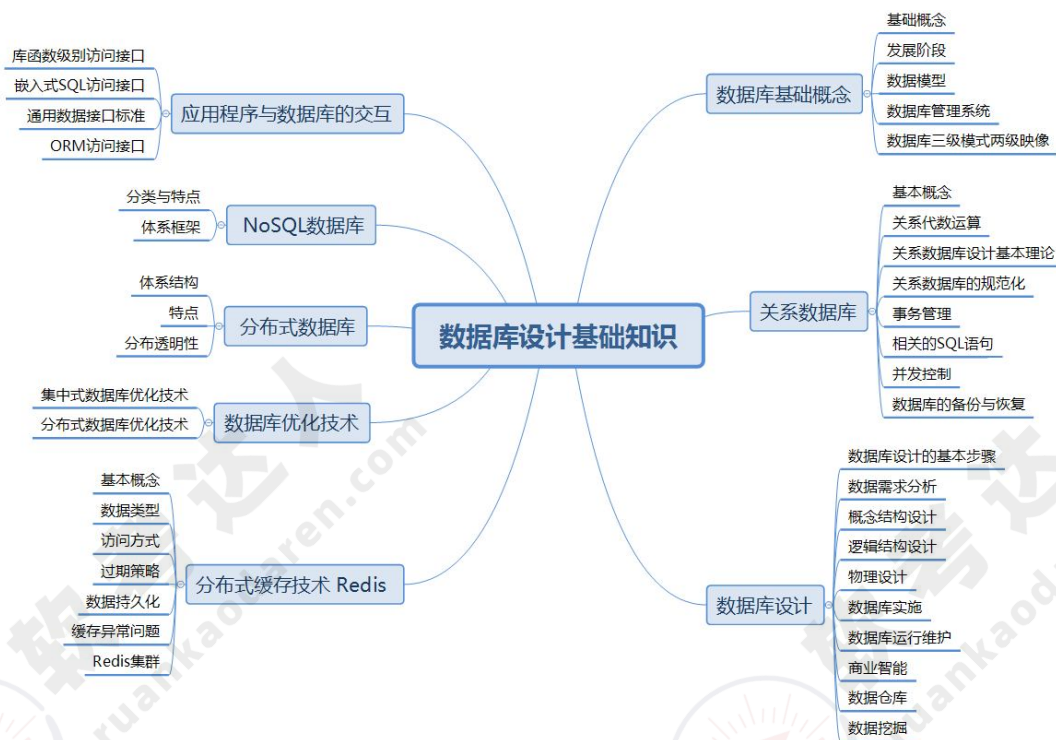 数据库设计基础知识
数据库基础概念
基础概念
发展阶段
数据模型
数据库管理系统
数据库三级模式两级映像
关系数据库
基本概念
关系代数运算
关系数据库设计基本理论
关系数据库的规范化
事务管理
相关的SQL语句
并发控制
数据库的备份与恢复
数据库设计
数据库设计的基本步骤
数据需求分析
概念结构设计
逻辑结构设计
物理设计
数据库实施
数据库运行维护
商业智能
数据仓库
数据挖掘
应用程序与数据库的交互
库函数级别访问接口
嵌入式SQL访问接口
通用数据接口标准
ORM访问接口
NoSQL数据库
分类与特点
体系框架
分布式数据库
体系结构
特点
分布透明性
数据库优化技术
集中式数据库优化技术
分布式数据库优化技术
分布式缓存技术 Redis
基本概念
数据类型
访问方式
过期策略
数据持久化
缓存异常问题
Redis集群
软考达人
ruankaodaren.com